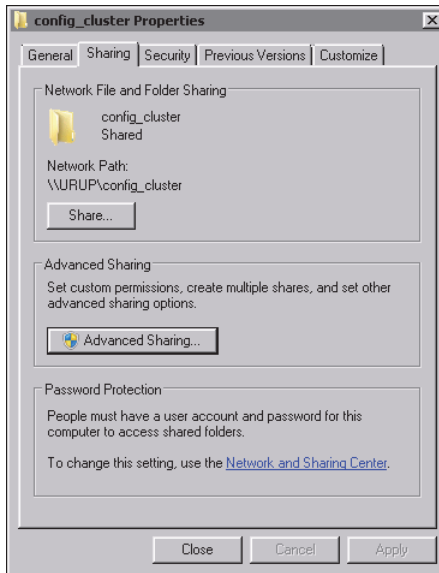 config_cluster Properties
General Sharing Security Previous Versions Customize
Network File and Folder Sharing
config_cluster
Shared
Network Path:
\\URUP\config_cluster
Share...
Advanced Sharing
Set custom permissions, create multiple shares, and set other
advanced sharing options.
Advanced Sharing...
Password Protection
People must have a user account and password for this
computer to access shared folders.
To change this setting, use the Network and Sharing Center.
Close Cancel Apply